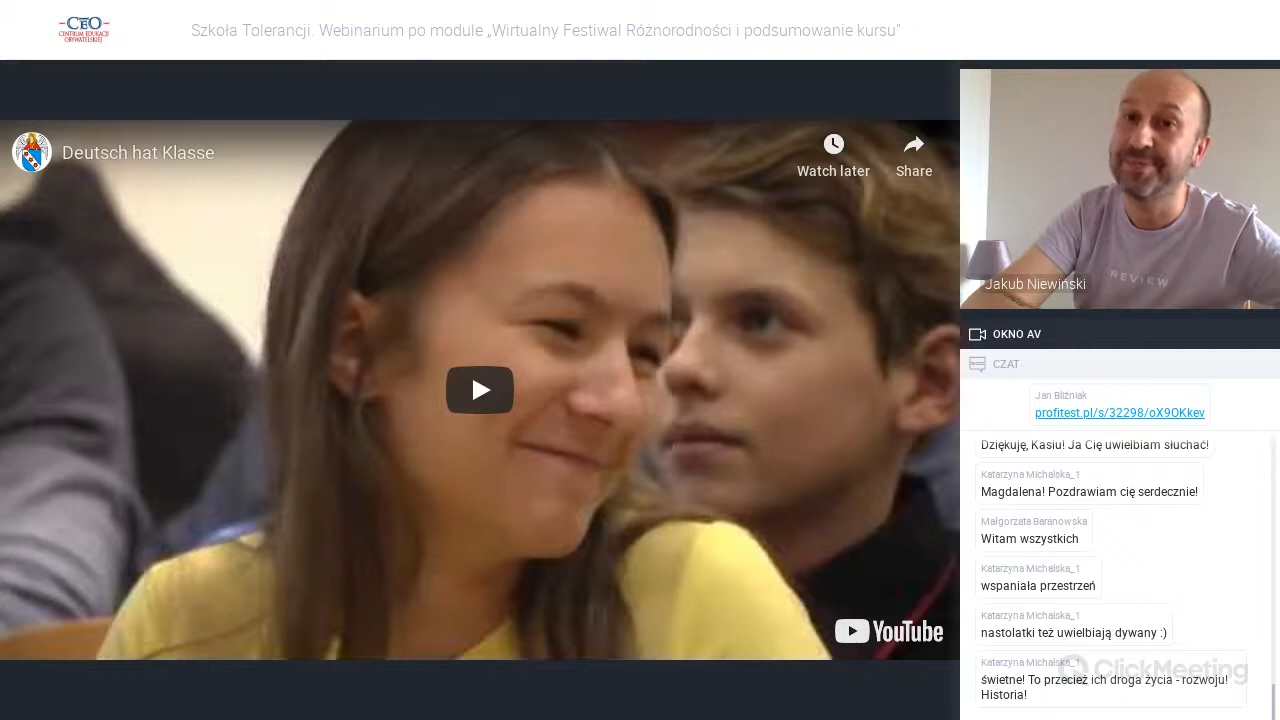 CEO
CENTRUM EDUKACJI
OBYWATELSKIEJ
Szkoła Tolerancji. Webinarium po module „Wirtualny Festiwal Różnorodności i podsumowanie kursu”
Deutsch hat Klasse
Watch later
Share
YouTube
REVIEW
Jakub Niewiński
OKNO AV
CZAT
Jan Bliźniak
profitest.pl/s/32298/oX9OKkev
Dziękuję, Kasiu! Ja Cię uwielbiam słuchać!
Katarzyna Michalska_1
Magdalena! Pozdrawiam cię serdecznie!
Małgorzata Baranowska
Witam wszystkich
Katarzyna Michalska_1
wspaniała przestrzeń
Katarzyna Michalska_1
nastolatki też uwielbiają dywany :)
Katarzyna Michalska_1
świetne! To przecież ich droga życia - rozwoju!
Historia!
ClickMeeting